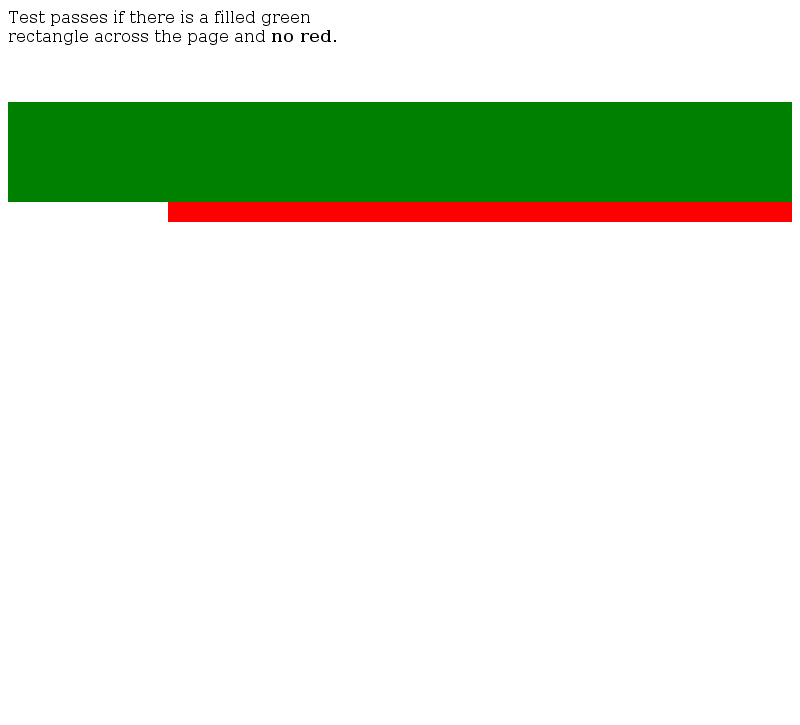 Test passes if there is a filled green
rectangle across the page and no red.